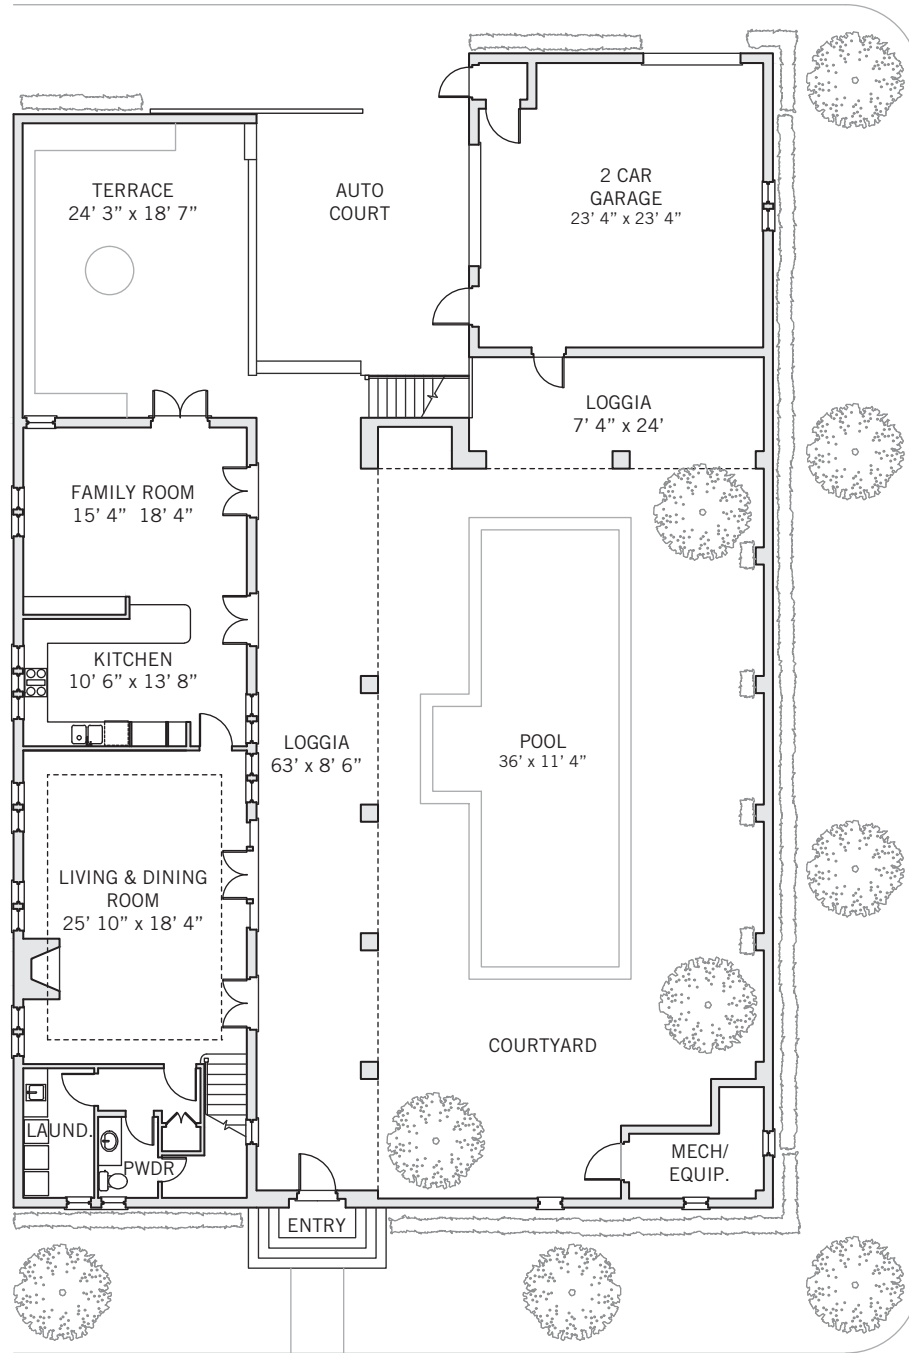 TERRACE
24’ 3” x 18’ 7”
AUTO
COURT
2 CAR
GARAGE
23’ 4” x 23’ 4”
LOGGIA
7’ 4” x 24’
FAMILY ROOM
15’ 4”  18’ 4”
KITCHEN
10’ 6” x 13’ 8”
LOGGIA
63’ x 8’ 6”
POOL
36’ x 11’ 4”
LIVING & DINING
ROOM
25’ 10” x 18’ 4”
COURTYARD
LAUND.
PWDR
MECH/
EQUIP.
ENTRY